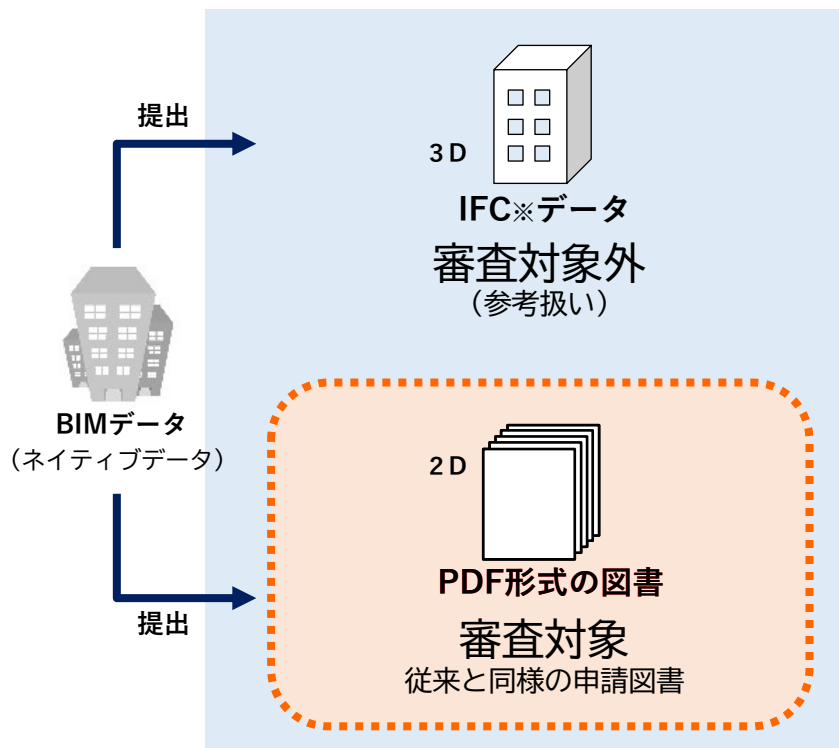 提出
3D
IFC※データ
審査対象外
（参考扱い）
BIMデータ
（ネイティブデータ）
2D
PDF形式の図書
審査対象
従来と同様の申請図書
提出